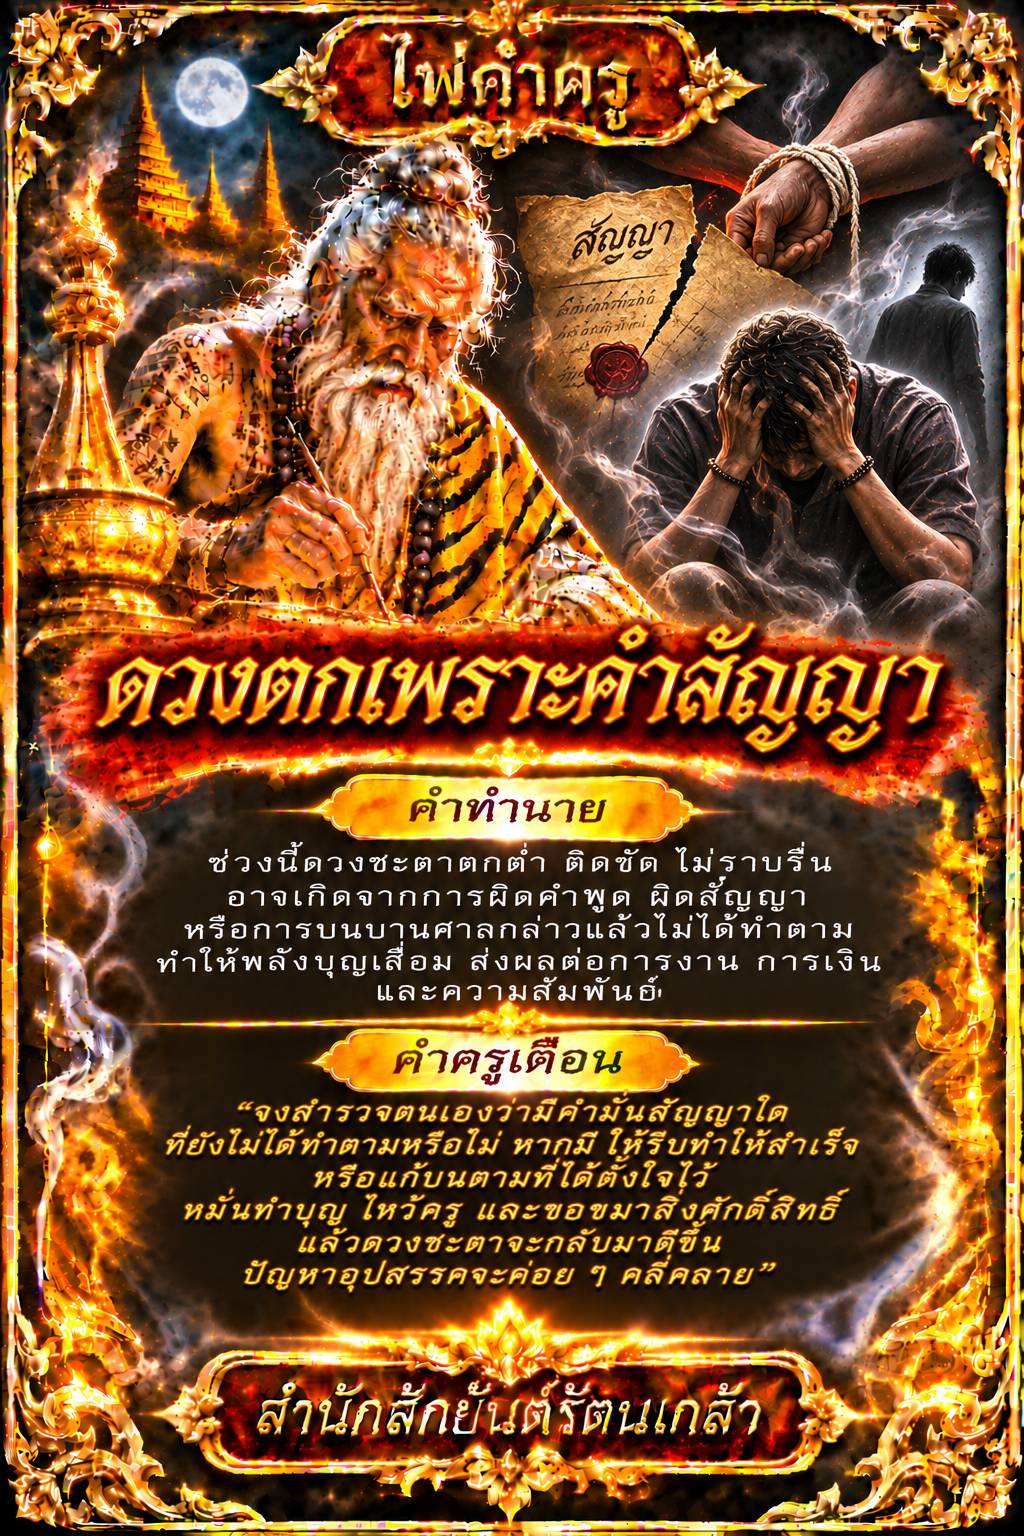 ไพ่คำครู
สัญญา
ดวงตกเพราะคำสัญญา
คำทำนาย
ช่วงนี้ดวงชะตาตกต่ำ ติดขัด ไม่ราบรื่น
อาจเกิดจากการผิดคำพูด ผิดสัญญา
หรือการบนบานศาลกล่าวแล้วไม่ได้ทำตาม
ทำให้พลังบุญเสื่อม ส่งผลต่อการงาน การเงิน
และความสัมพันธ์
คำครูเตือน
“จงสำรวจตนเองว่ามีคำมั่นสัญญาใด
ที่ยังไม่ได้ทำตามหรือไม่ หากมี ให้รีบทำให้สำเร็จ
หรือแก้บนตามที่ได้ตั้งใจไว้
หมั่นทำบุญ ไหว้ครู และขอขมาสิ่งศักดิ์สิทธิ์
แล้วดวงชะตาจะกลับมาดีขึ้น
ปัญหาอุปสรรคจะค่อย ๆ คลี่คลาย”
สำนักสักยันต์รัตนเกล้า